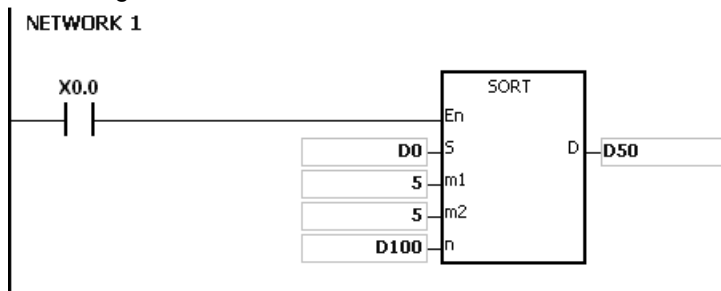 NETWORK 1
X0.0
SORT
En
D0 S D D50
5 m1
5 m2
D100 n